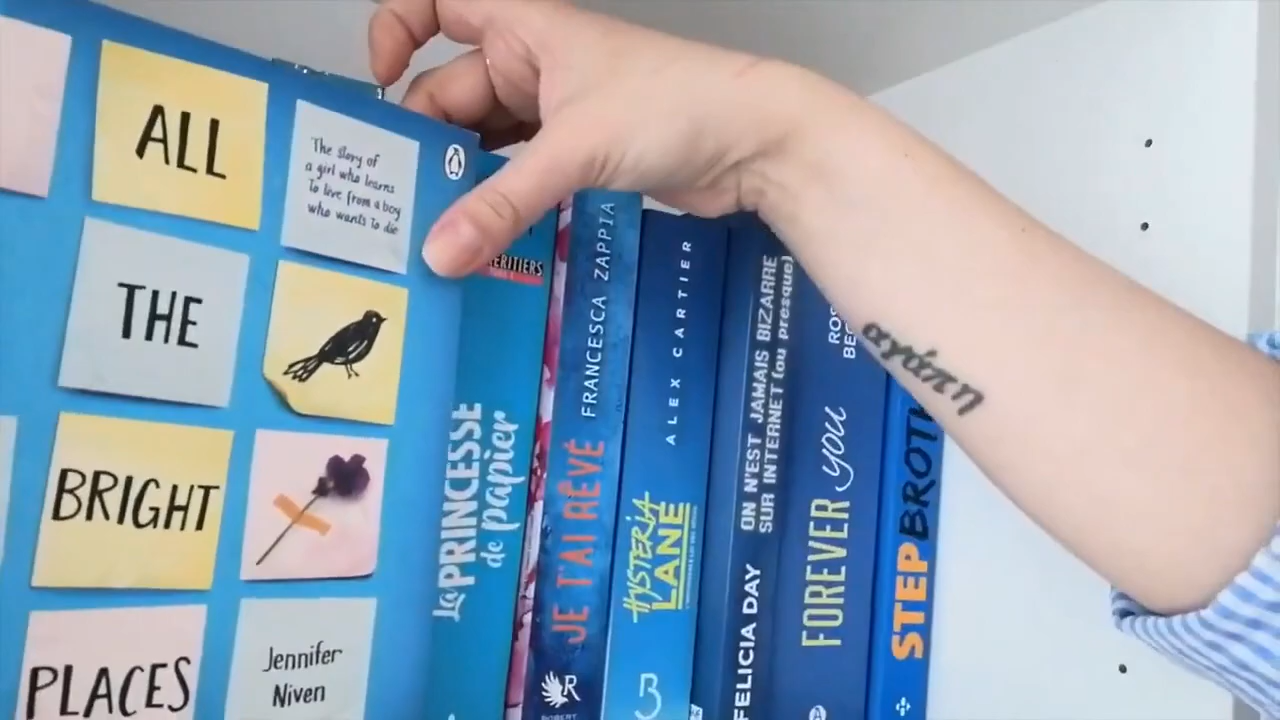 ALL
The story of
a girl who learns
to live from a boy
who wants to die
THE
BRIGHT
PLACES
Jennifer
Niven
La PRINCESSE
de papier
JE T'AI RÊVÉ
FRANCESCA ZAPPIA
R
HYSTERIA
LANE
ALEX CARTIER
FELICIA DAY
ON N'EST JAMAIS BIZARRE
SUR INTERNET (ou presque)
FOREVER you
STEPBROTH
αγάπη